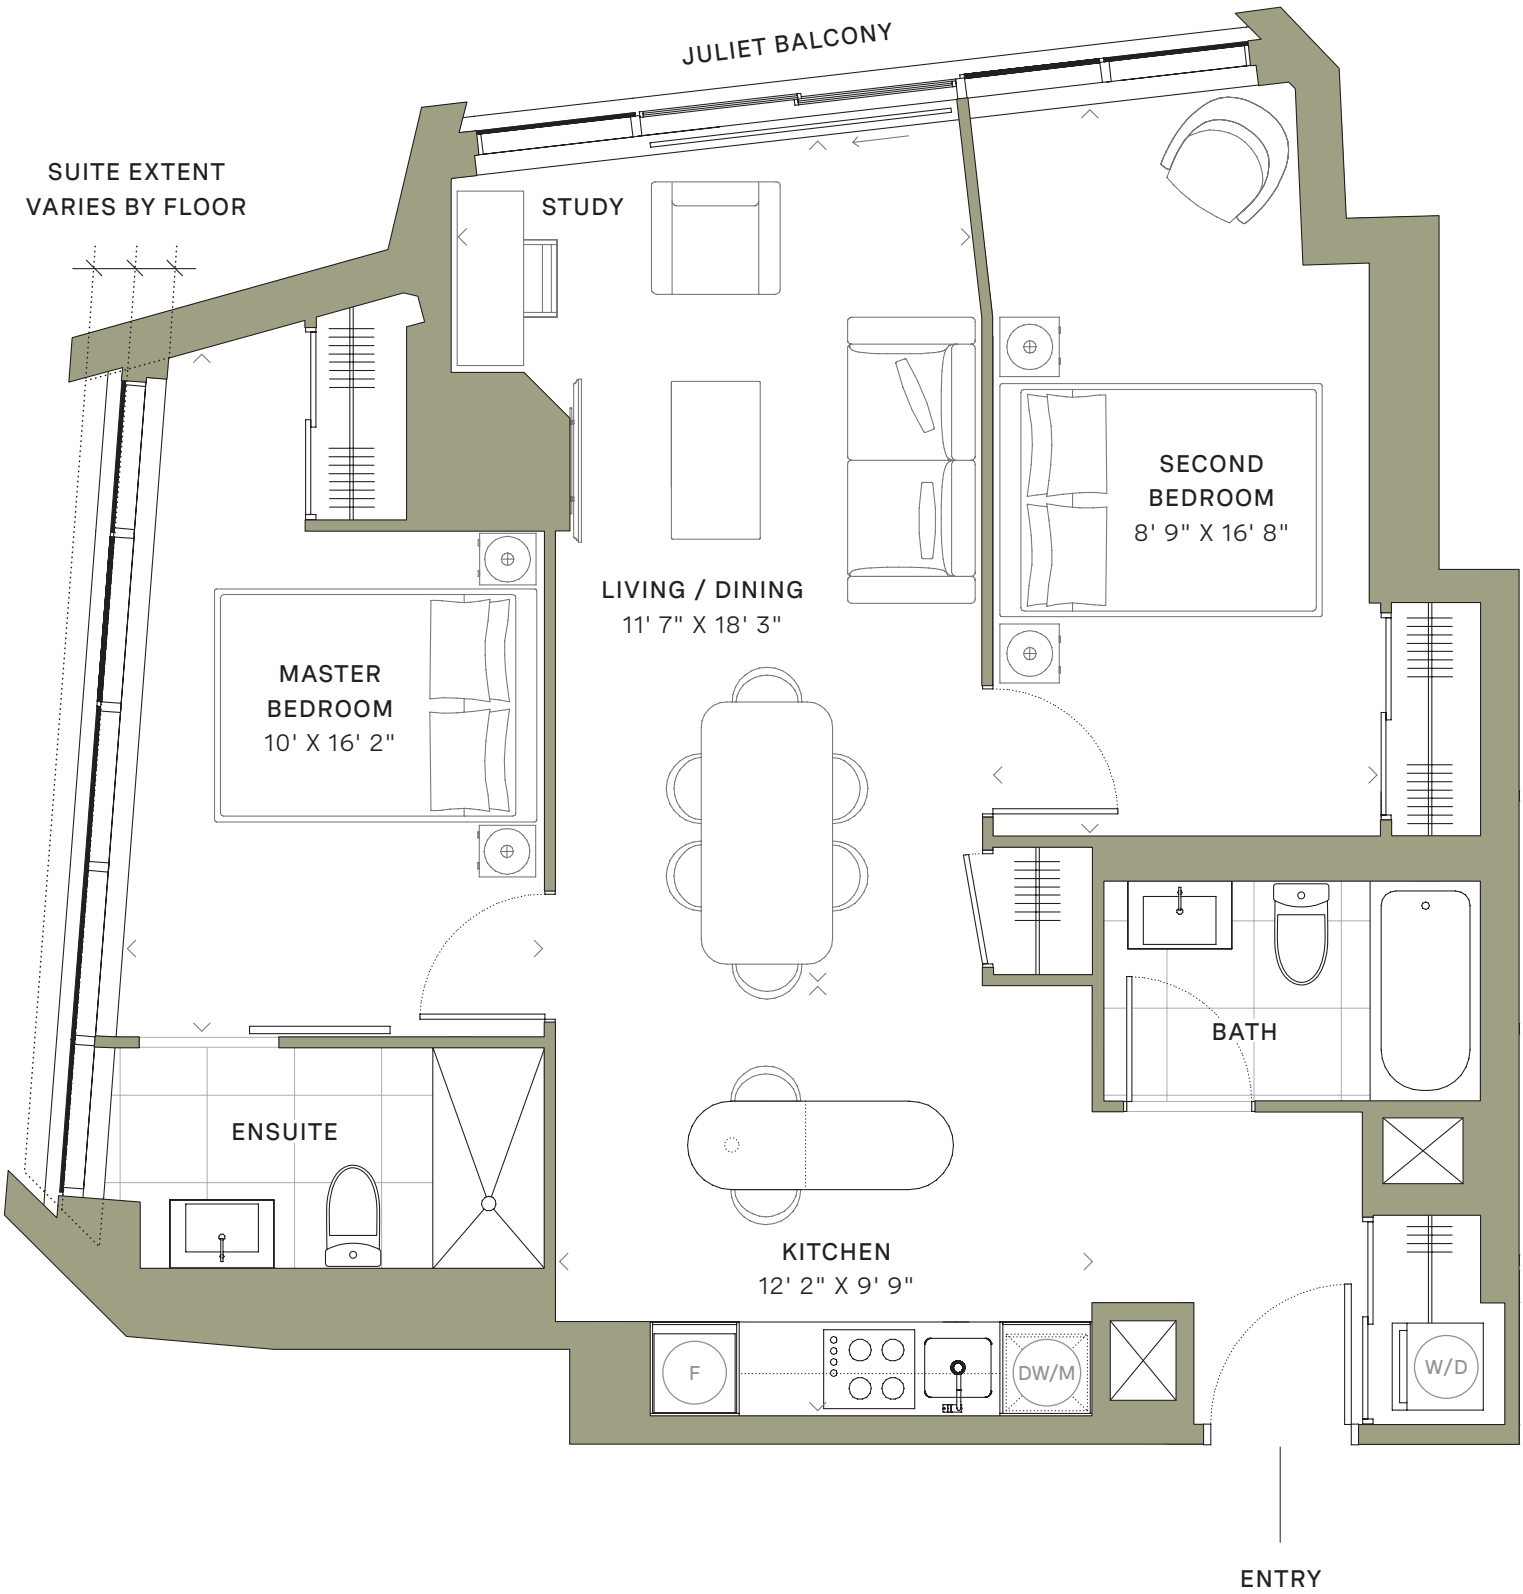 JULIET BALCONY
SUITE EXTENT
VARIES BY FLOOR
STUDY
SECOND
BEDROOM
8' 9" X 16' 8"
LIVING / DINING
11' 7" X 18' 3"
MASTER
BEDROOM
10' X 16' 2"
BATH
ENSUITE
KITCHEN
12' 2" X 9' 9"
F
DW/M
W/D
ENTRY